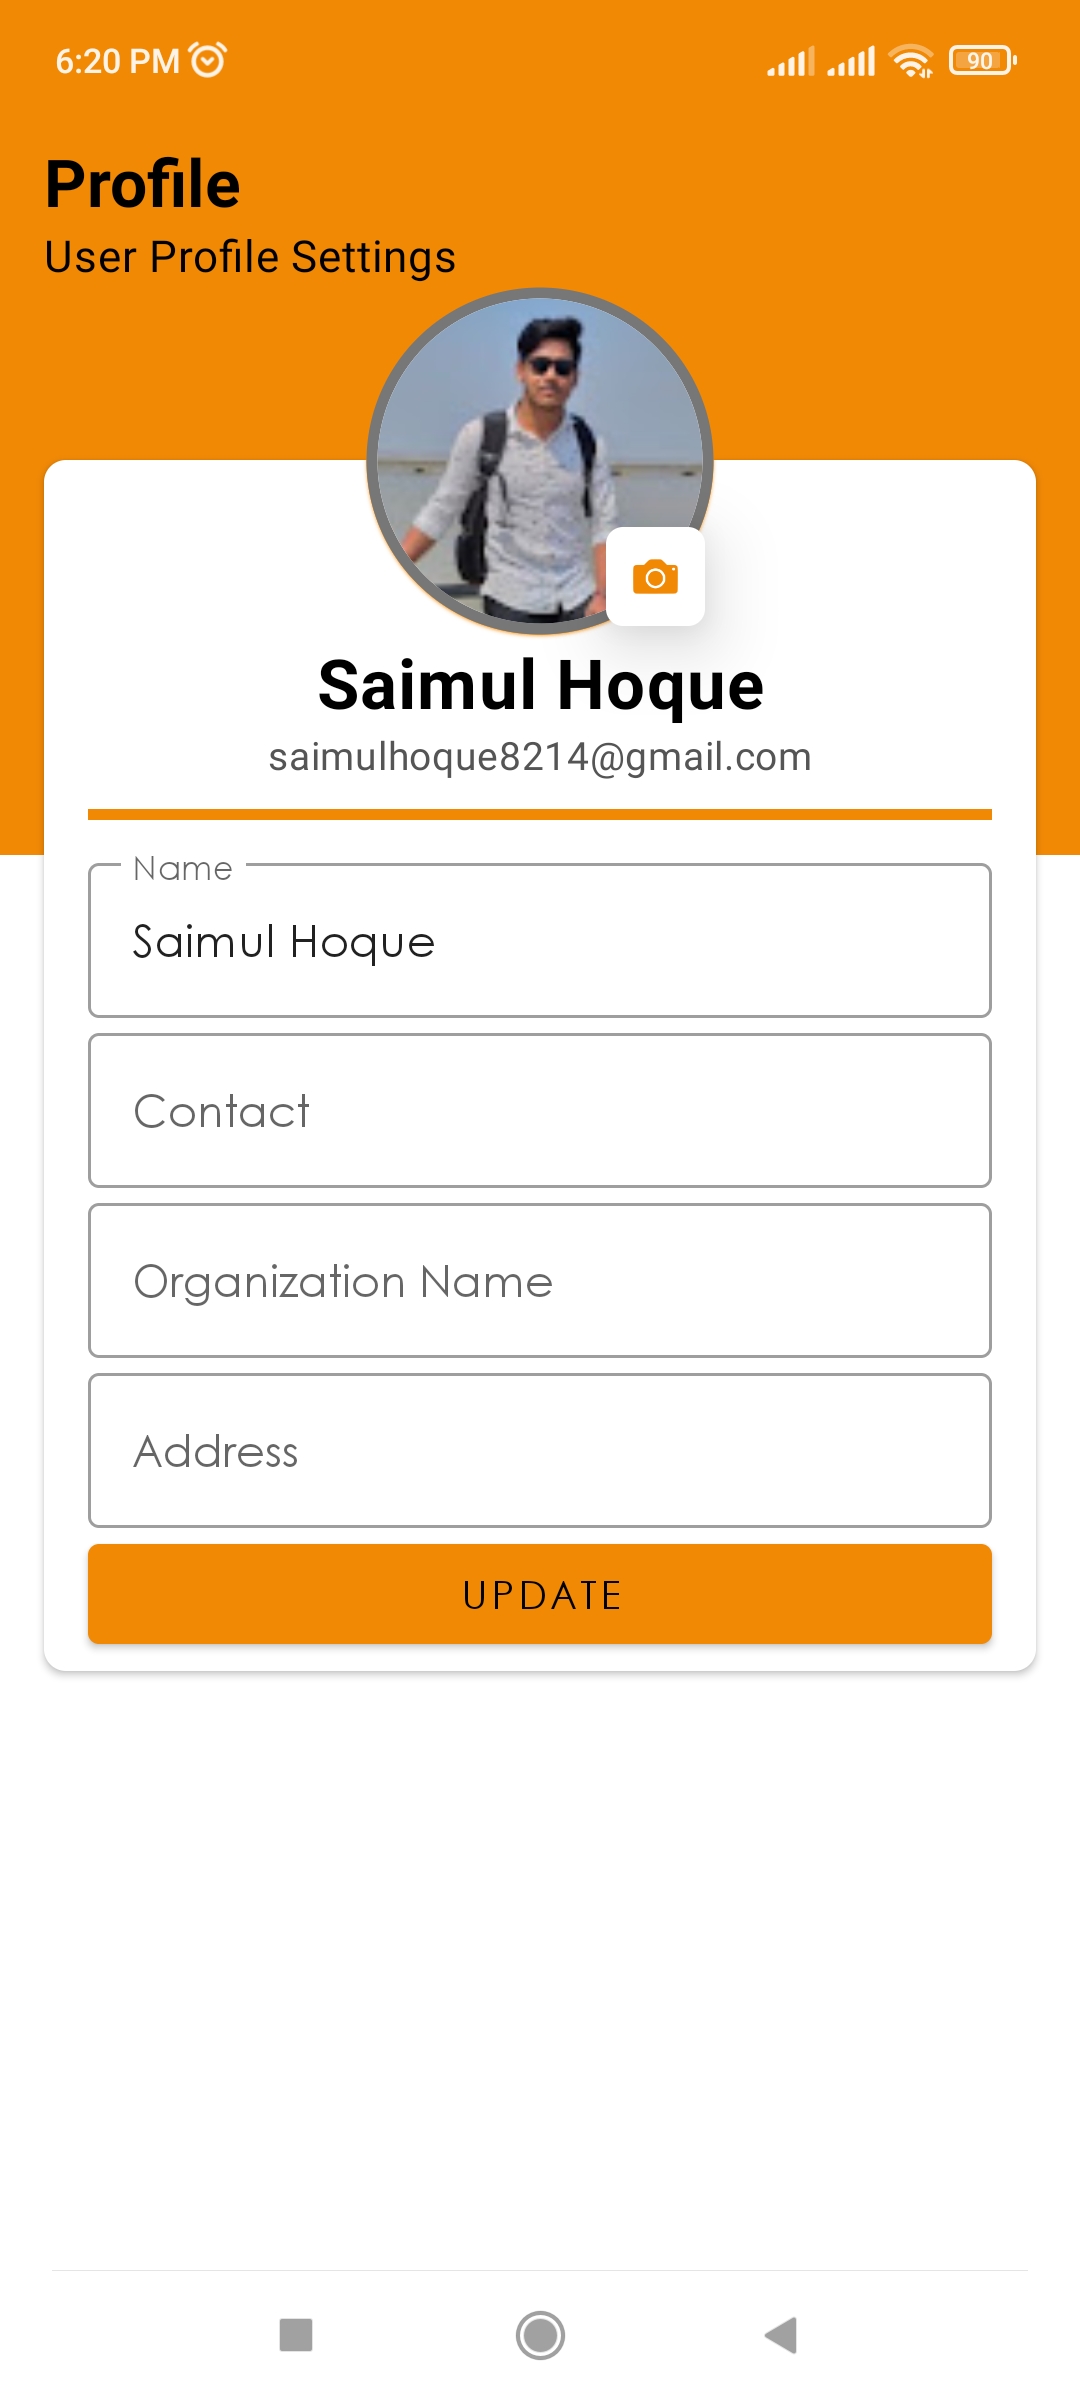 6:20 PM
90
Profile
User Profile Settings
Saimul Hoque
saimulhoque8214@gmail.com
Name
Saimul Hoque
Contact
Organization Name
Address
UPDATE